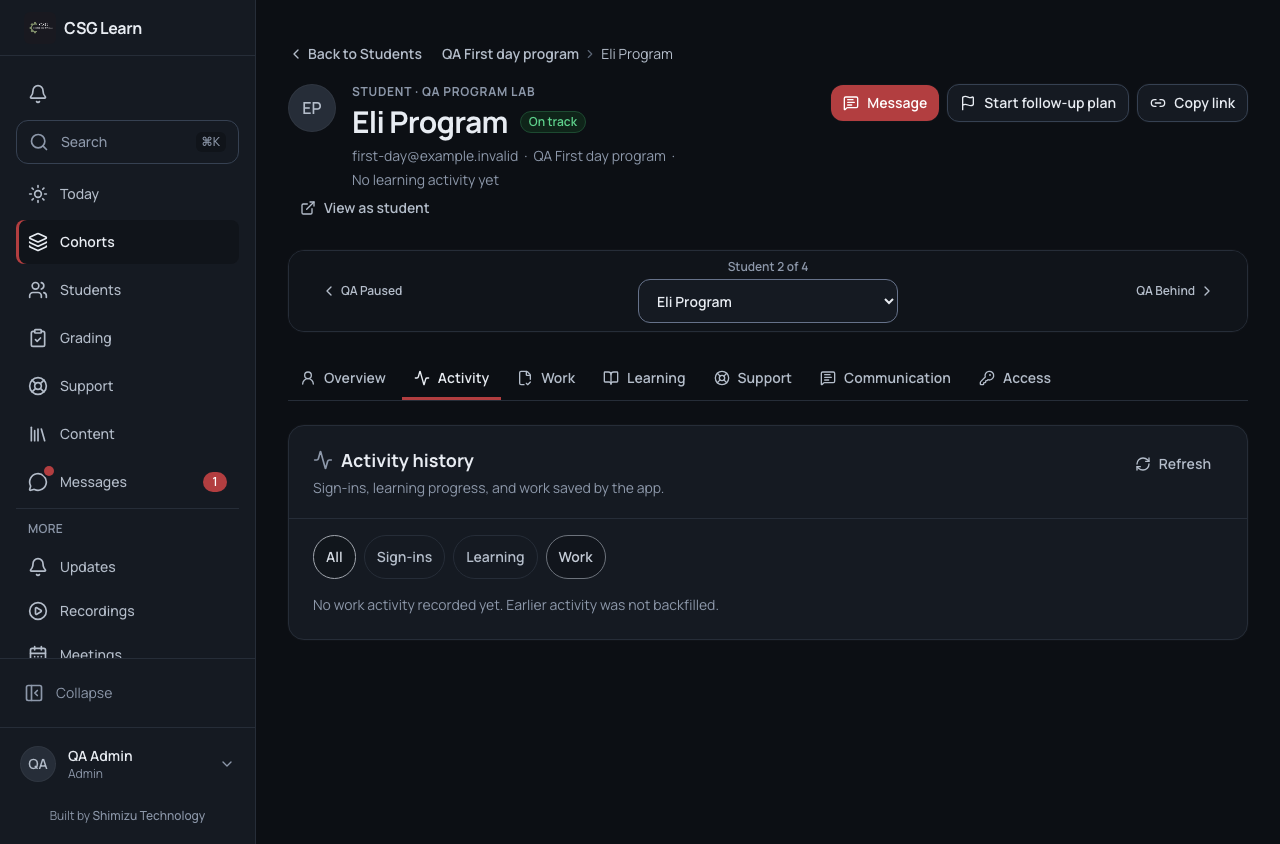 CSG Learn
Search ⌘K
Today
Cohorts
Students
Grading
Support
Content
Messages 1
MORE
Updates
Recordings
Meetings
Collapse
QA
QA Admin
Admin
Built by Shimizu Technology
Back to Students QA First day program > Eli Program
EP
STUDENT · QA PROGRAM LAB
Eli Program On track
first-day@example.invalid · QA First day program ·
No learning activity yet
View as student
Message Start follow-up plan Copy link
Student 2 of 4
QA Paused
Eli Program
QA Behind
Overview Activity Work Learning Support Communication Access
Activity history
Sign-ins, learning progress, and work saved by the app.
Refresh
All Sign-ins Learning Work
No work activity recorded yet. Earlier activity was not backfilled.